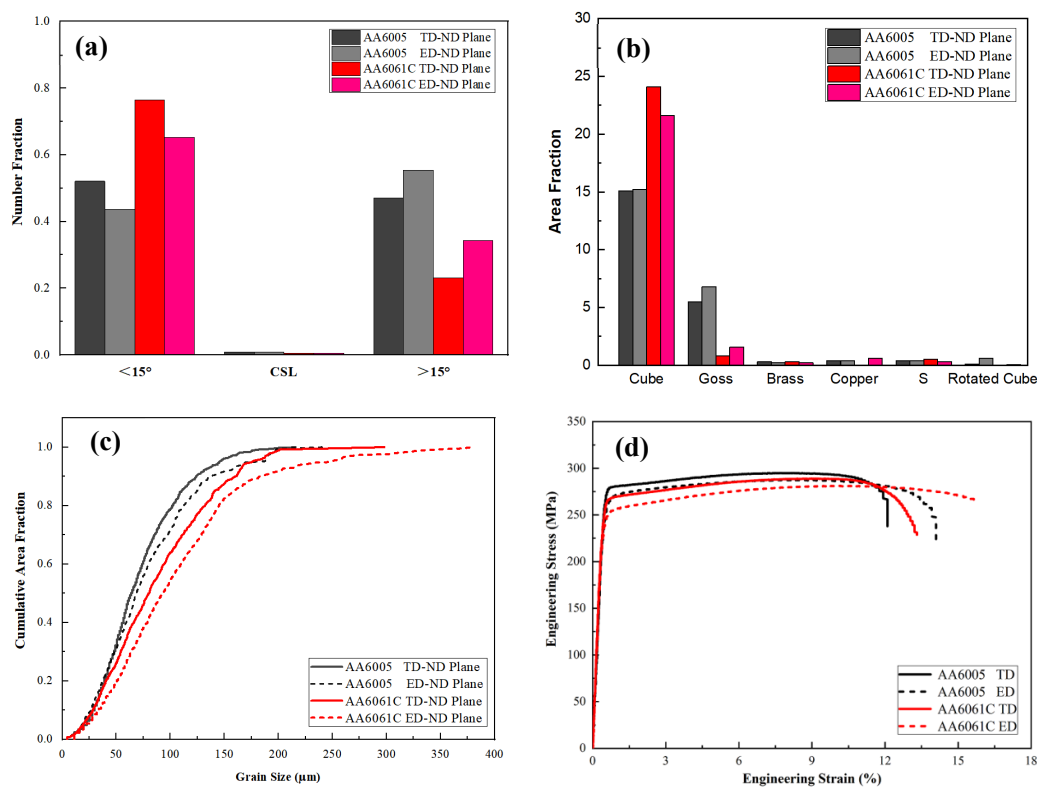 (a)
AA6005 TD-ND Plane
AA6005 ED-ND Plane
AA6061C TD-ND Plane
AA6061C ED-ND Plane
Number Fraction
1.0
0.8
0.6
0.4
0.2
0.0
<15°
CSL
>15°
(b)
AA6005 TD-ND Plane
AA6005 ED-ND Plane
AA6061C TD-ND Plane
AA6061C ED-ND Plane
Area Fraction
30
25
20
15
10
5
0
Cube
Goss
Brass
Copper
S
Rotated Cube
(c)
Cumulative Area Fraction
1.0
0.8
0.6
0.4
0.2
0.0
AA6005 TD-ND Plane
AA6005 ED-ND Plane
AA6061C TD-ND Plane
AA6061C ED-ND Plane
0
50
100
150
200
250
300
350
400
Grain Size (μm)
(d)
Engineering Stress (MPa)
350
300
250
200
150
100
50
0
AA6005 TD
AA6005 ED
AA6061C TD
AA6061C ED
0
3
6
9
12
15
18
Engineering Strain (%)